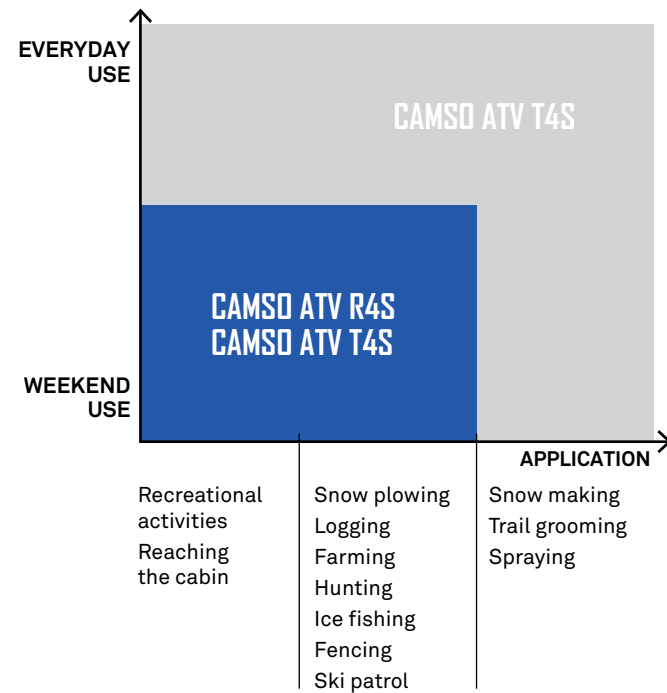 EVERYDAY
USE
CAMSO ATV T4S
CAMSO ATV R4S
CAMSO ATV T4S
WEEKEND
USE
APPLICATION
Recreational
activities
Reaching
the cabin
Snow plowing
Logging
Farming
Hunting
Ice fishing
Fencing
Ski patrol
Snow making
Trail grooming
Spraying